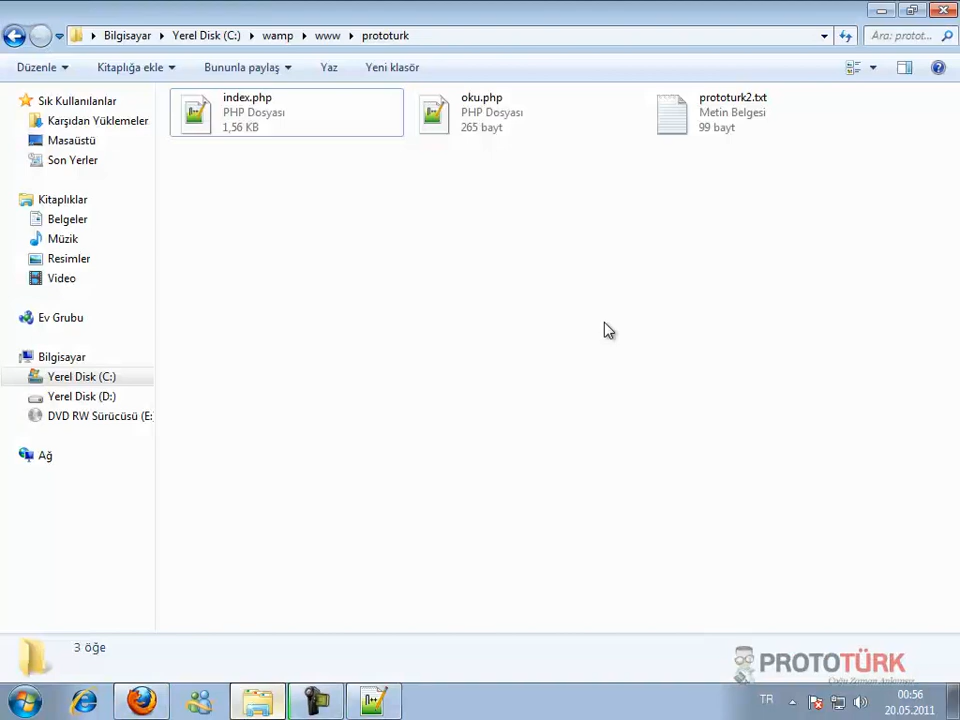 Bilgisayar Yerel Disk (C:) wamp www prototurk
Ara: protot...
Düzenle Kitaplığa ekle Bununla paylaş Yaz Yeni klasör
Sık Kullanılanlar
Karşıdan Yüklemeler
Masaüstü
Son Yerler
Kitaplıklar
Belgeler
Müzik
Resimler
Video
Ev Grubu
Bilgisayar
Yerel Disk (C:)
Yerel Disk (D:)
DVD RW Sürücüsü (E:
Ağ
index.php
PHP Dosyası
1,56 KB
oku.php
PHP Dosyası
265 bayt
prototurk2.txt
Metin Belgesi
99 bayt
3 öğe
PROTOTÜRK
TR
00:56
20.05.2011